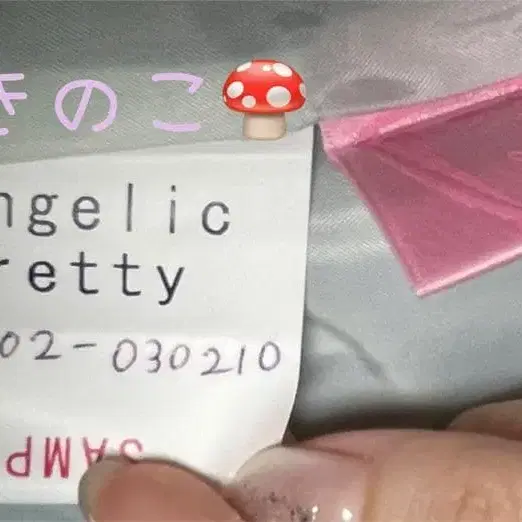 きのこ🍄
ngelic
retty
02-030210
SAMP